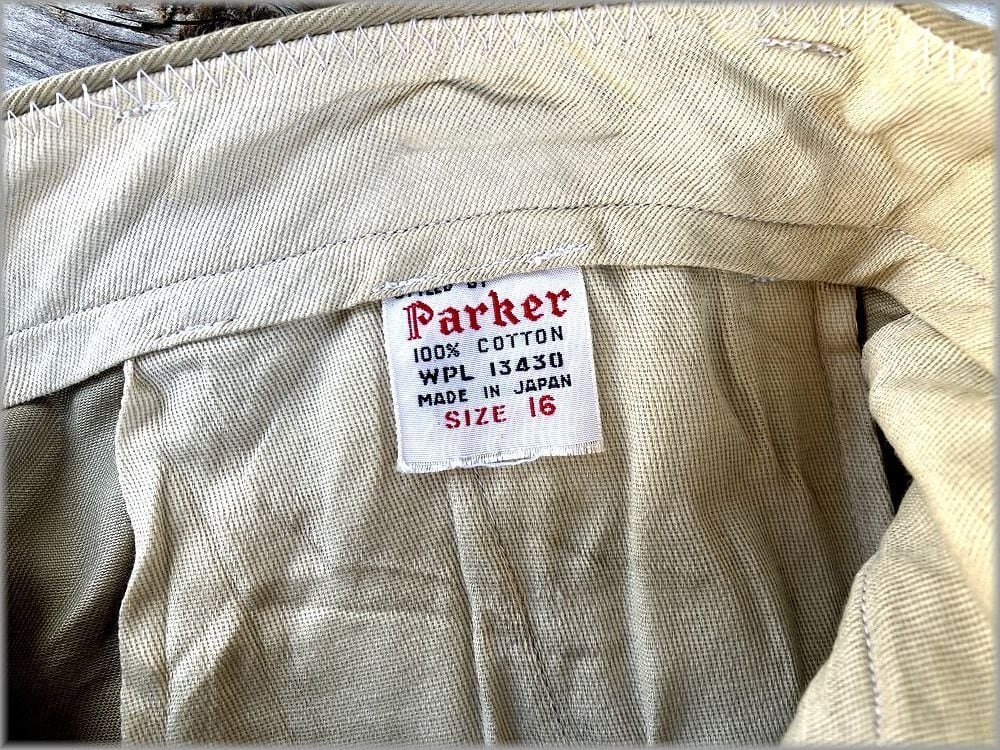 Parker
100% COTTON
WPL 13430
MADE IN JAPAN
SIZE 16